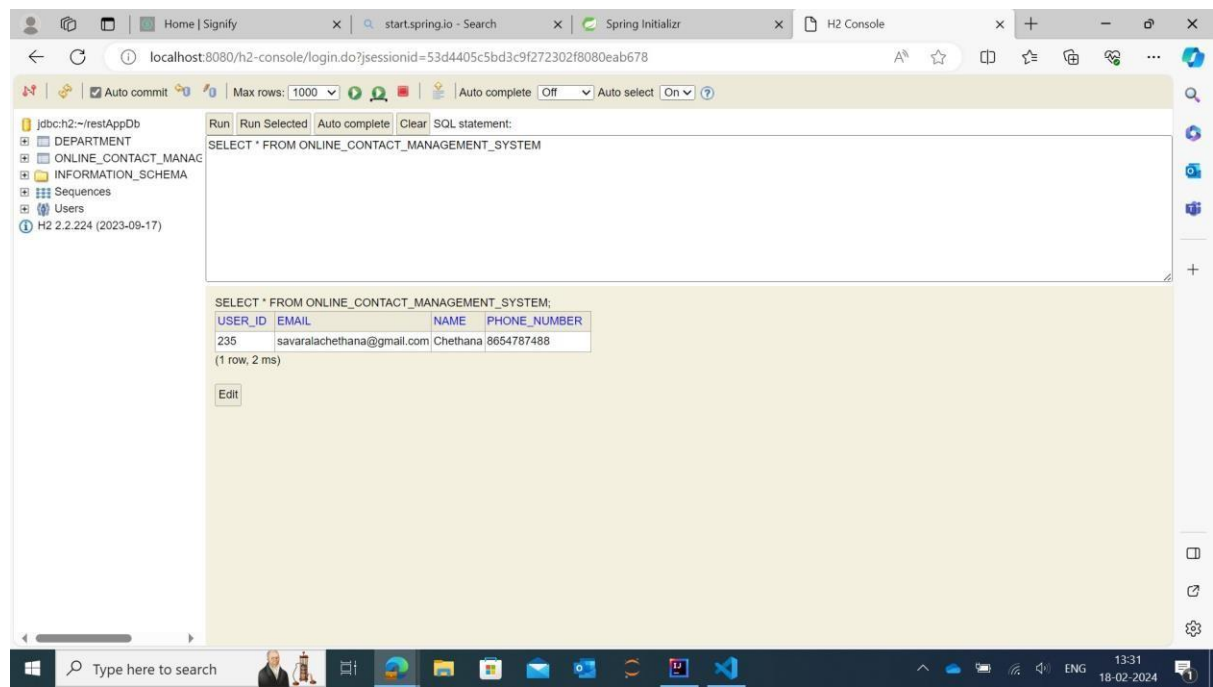 Home | Signify
start.spring.io - Search
Spring Initializr
H2 Console
localhost:8080/h2-console/login.do?jsessionid=53d4405c5bd3c9f272302f8080eab678
Auto commit Max rows: 1000 Auto complete Off Auto select On
jdbc:h2:~/restAppDb
DEPARTMENT
ONLINE_CONTACT_MANAG
INFORMATION_SCHEMA
Sequences
Users
H2 2.2.224 (2023-09-17)
Run Run Selected Auto complete Clear SQL statement:
SELECT * FROM ONLINE_CONTACT_MANAGEMENT_SYSTEM
SELECT * FROM ONLINE_CONTACT_MANAGEMENT_SYSTEM;
USER_ID EMAIL NAME PHONE_NUMBER
235 savaralachethana@gmail.com Chethana 8654787488
(1 row, 2 ms)
Edit
Type here to search
ENG
13:31
18-02-2024